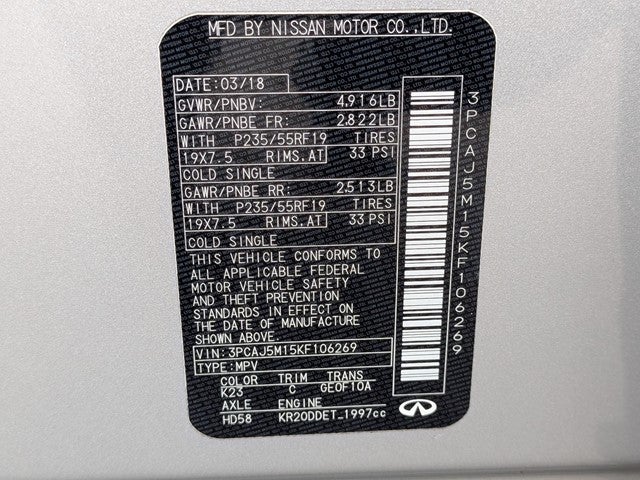 MFD BY NISSAN MOTOR CO.,LTD.
DATE: 03/18
GVWR/PNBV: 4.916LB
GAWR/PNBE FR: 2.822LB
WITH P235/55RF19 TIRES
19X7.5 RIMS.AT 33 PSI
COLD SINGLE
GAWR/PNBE RR: 2.513LB
WITH P235/55RF19 TIRES
19X7.5 RIMS.AT 33 PSI
COLD SINGLE
THIS VEHICLE CONFORMS TO
ALL APPLICABLE FEDERAL
MOTOR VEHICLE SAFETY
AND THEFT PREVENTION
STANDARDS IN EFFECT ON
THE DATE OF MANUFACTURE
SHOWN ABOVE.
VIN: 3PCAJ5M15KF106269
TYPE: MPV
COLOR TRIM TRANS
K23 C GE0F10A
AXLE ENGINE
HD58 KR20DDET_1997cc
3PCAJ5M15KF106269